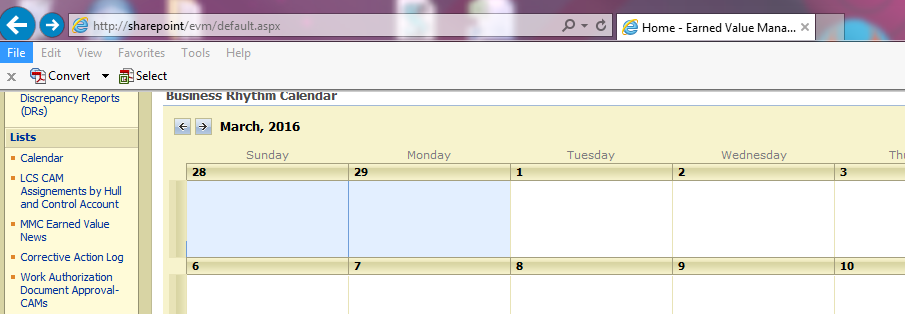 http://sharepoint/evm/default.aspx
Home - Earned Value Mana...
File Edit View Favorites Tools Help
x Convert Select
Discrepancy Reports
(DRs)
Lists
Calendar
LCS CAM
Assignements by Hull
and Control Account
MMC Earned Value
News
Corrective Action Log
Work Authorization
Document Approval-
CAMs
Business Rhythm Calendar
March, 2016
Sunday Monday Tuesday Wednesday Thu
28 29 1 2 3
6 7 8 9 10